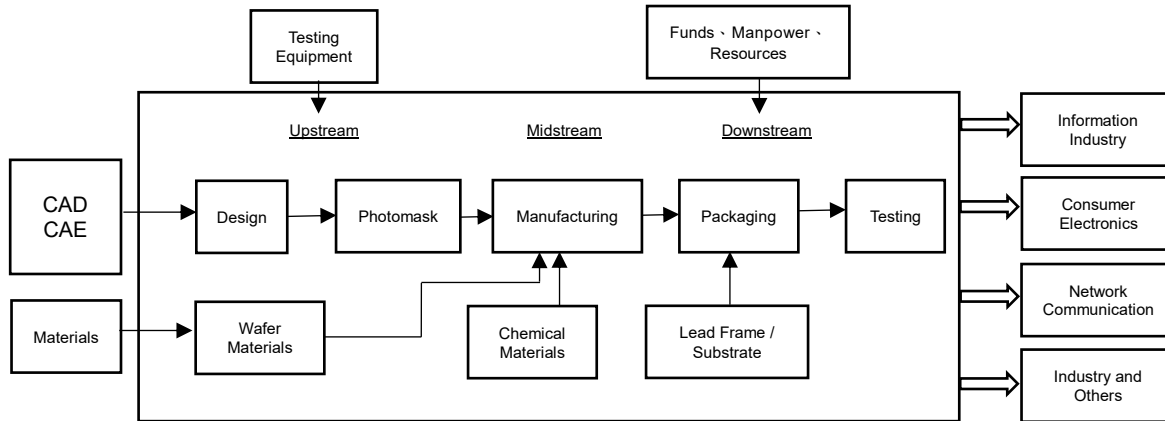 Testing
Equipment
Funds、Manpower、
Resources
Upstream
Midstream
Downstream
Information
Industry
CAD
CAE
Design
Photomask
Manufacturing
Packaging
Testing
Consumer
Electronics
Materials
Wafer
Materials
Chemical
Materials
Lead Frame /
Substrate
Network
Communication
Industry and
Others